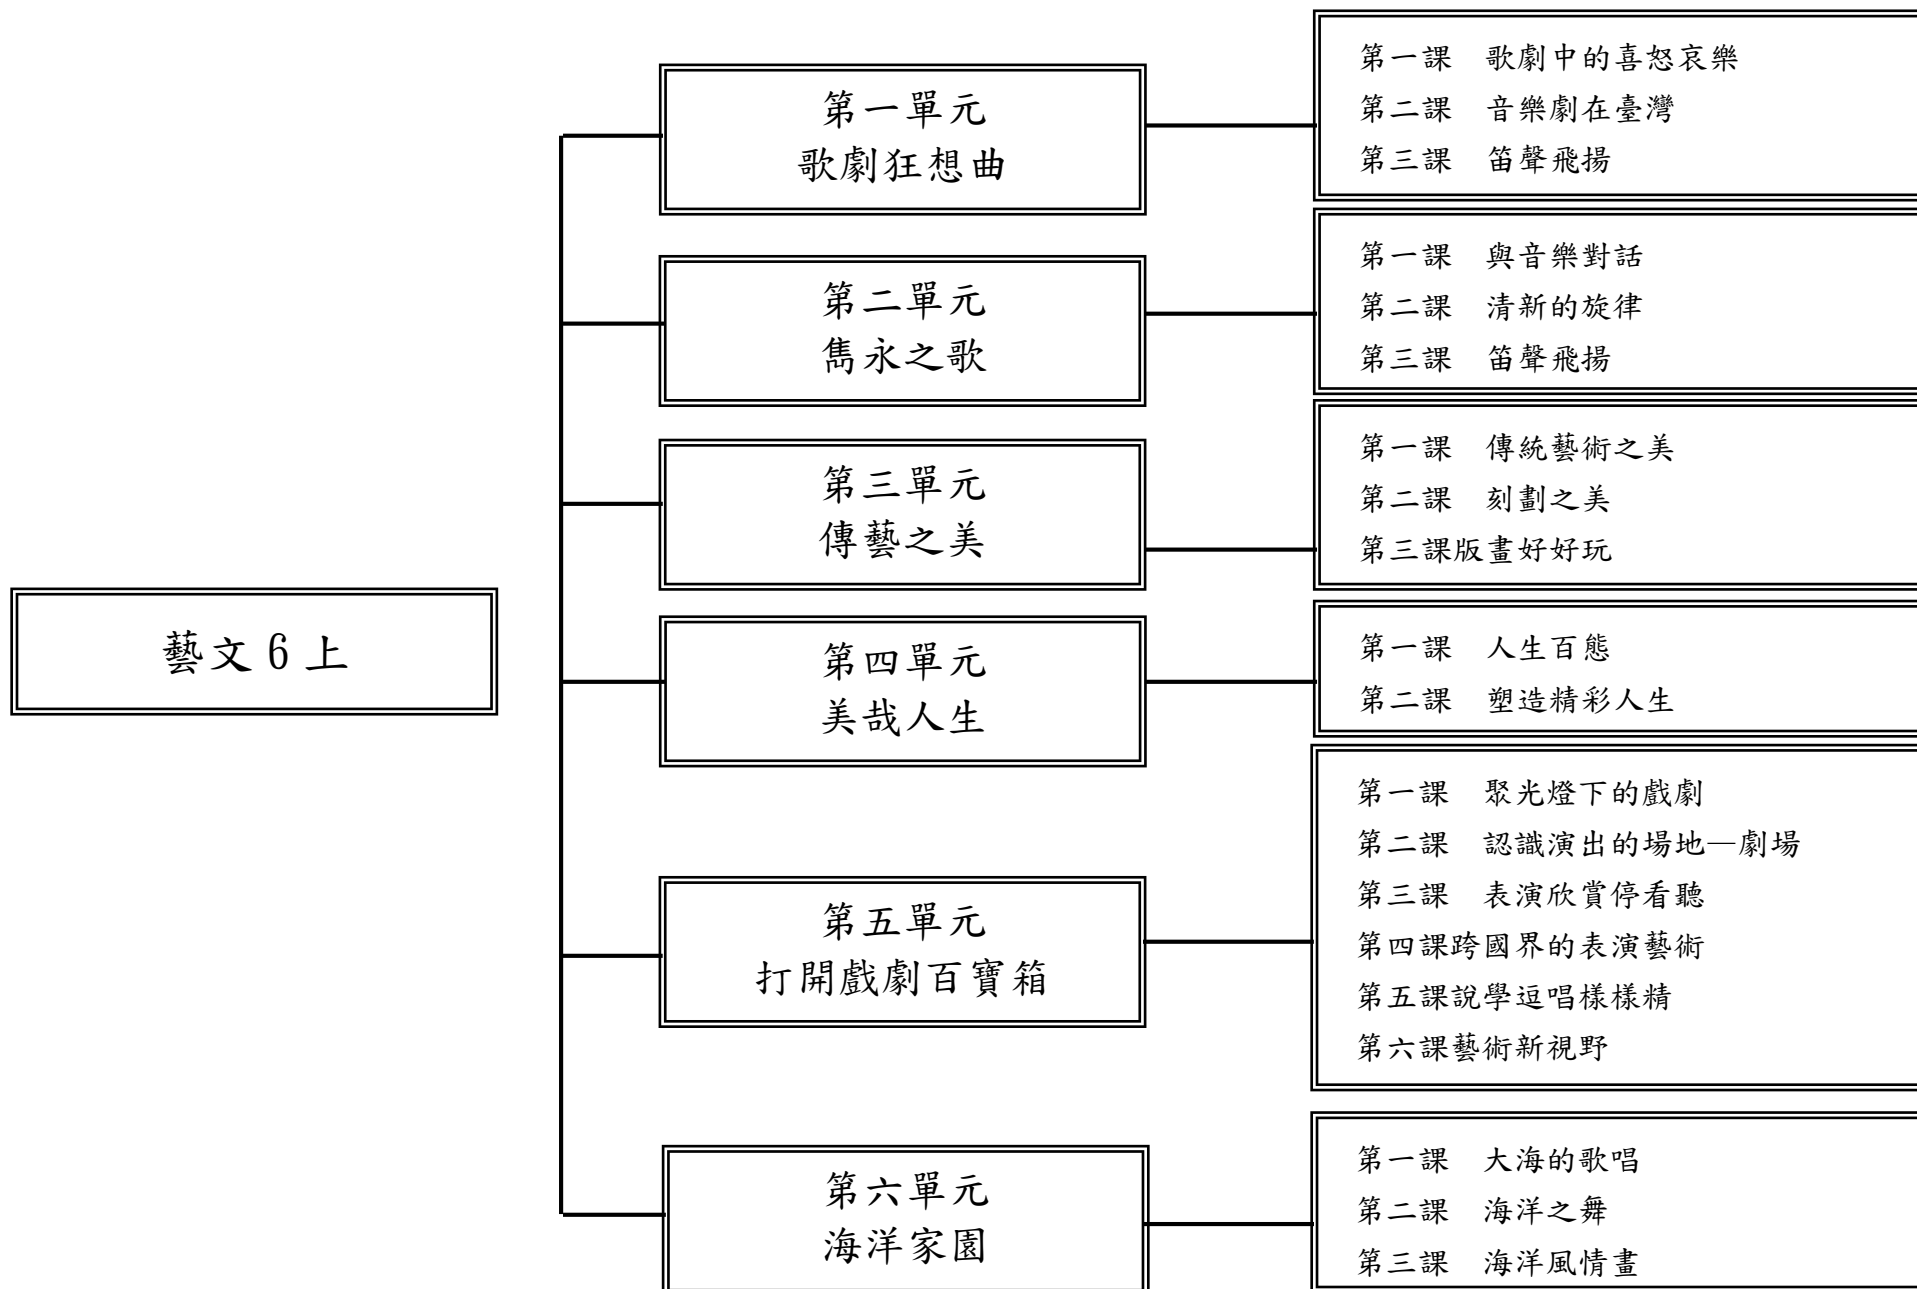 藝文 6 上
第一單元
歌劇狂想曲
第一課　歌劇中的喜怒哀樂
第二課　音樂劇在臺灣
第三課　笛聲飛揚
第二單元
雋永之歌
第一課　與音樂對話
第二課　清新的旋律
第三課　笛聲飛揚
第三單元
傳藝之美
第一課　傳統藝術之美
第二課　刻劃之美
第三課版畫好好玩
第四單元
美哉人生
第一課　人生百態
第二課　塑造精彩人生
第五單元
打開戲劇百寶箱
第一課　聚光燈下的戲劇
第二課　認識演出的場地—劇場
第三課　表演欣賞停看聽
第四課跨國界的表演藝術
第五課說學逗唱樣樣精
第六課藝術新視野
第六單元
海洋家園
第一課　大海的歌唱
第二課　海洋之舞
第三課　海洋風情畫